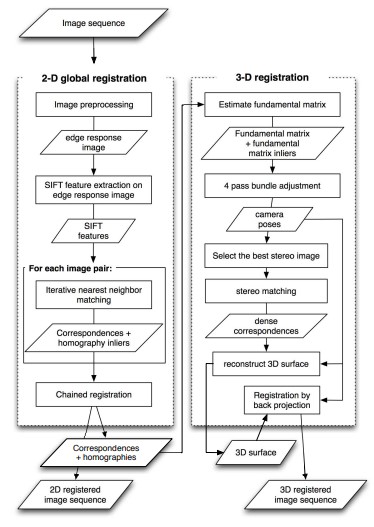 Image sequence
2-D global registration
Image preprocessing
edge response
image
SIFT feature extraction on
edge response image
SIFT
features
For each image pair:
Iterative nearest neighbor
matching
Correspondences +
homography inliers
Chained registration
Correspondences
+ homographies
2D registered
image sequence
3-D registration
Estimate fundamental matrix
Fundamental matrix
+ fundamental
matrix inliers
4 pass bundle adjustment
camera
poses
Select the best stereo image
stereo matching
dense
correspondences
reconstruct 3D surface
Registration by
back projection
3D surface
3D registered
image sequence